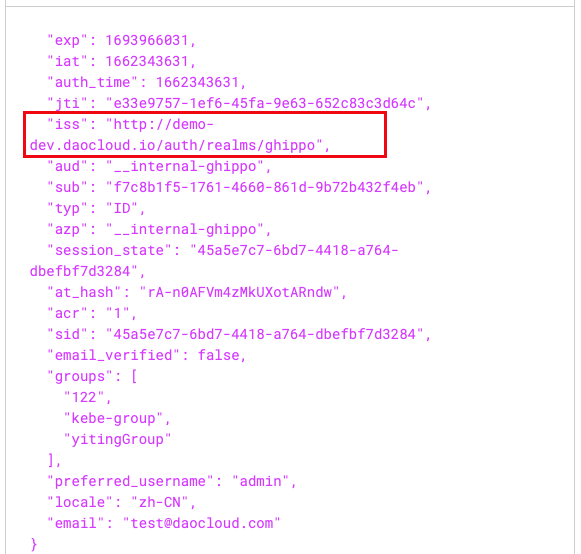 "exp": 1693966031,
"iat": 1662343631,
"auth_time": 1662343631,
"jti": "e33e9757-1ef6-45fa-9e63-652c83c3d64c",
"iss": "http://demo-
dev.daocloud.io/auth/realms/ghippo",
"aud": "__internal-ghippo",
"sub": "f7c8b1f5-1761-4660-861d-9b72b432f4eb",
"typ": "ID",
"azp": "__internal-ghippo",
"session_state": "45a5e7c7-6bd7-4418-a764-
dbefbf7d3284",
"at_hash": "rA-n0AFVm4zMkUXotARndw",
"acr": "1",
"sid": "45a5e7c7-6bd7-4418-a764-dbefbf7d3284",
"email_verified": false,
"groups": [
"122",
"kebe-group",
"yitingGroup"
],
"preferred_username": "admin",
"locale": "zh-CN",
"email": "test@daocloud.com"
}